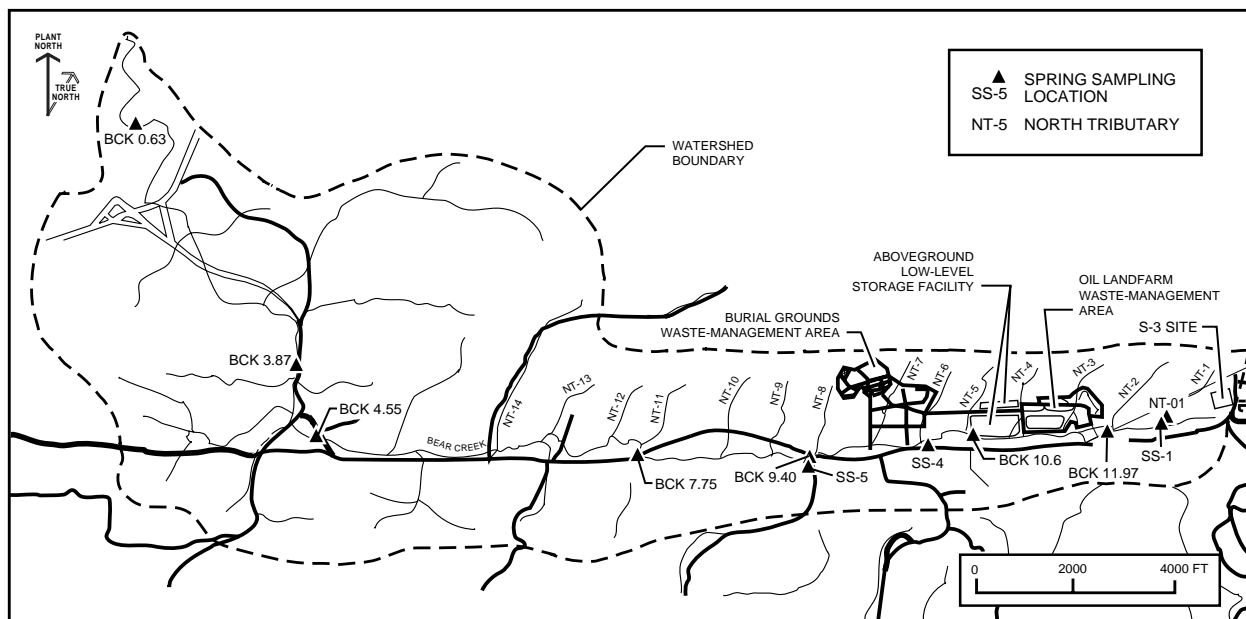 PLANT
NORTH
TRUE
NORTH
BCK 0.63
WATERSHED
BOUNDARY
SS-5
SPRING SAMPLING
LOCATION
NT-5 NORTH TRIBUTARY
ABOVEGROUND
LOW-LEVEL
STORAGE FACILITY
OIL LANDFARM
WASTE-MANAGEMENT
AREA
BURIAL GROUNDS
WASTE-MANAGEMENT AREA
S-3 SITE
BCK 3.87
BCK 4.55
BEAR CREEK
NT-14
NT-13
NT-12
NT-11
NT-10
NT-9
NT-8
NT-7
NT-6
NT-5
NT-4
NT-3
NT-2
NT-1
NT-01
BCK 7.75
BCK 9.40
SS-5
SS-4
BCK 10.6
BCK 11.97
SS-1
0 2000 4000 FT